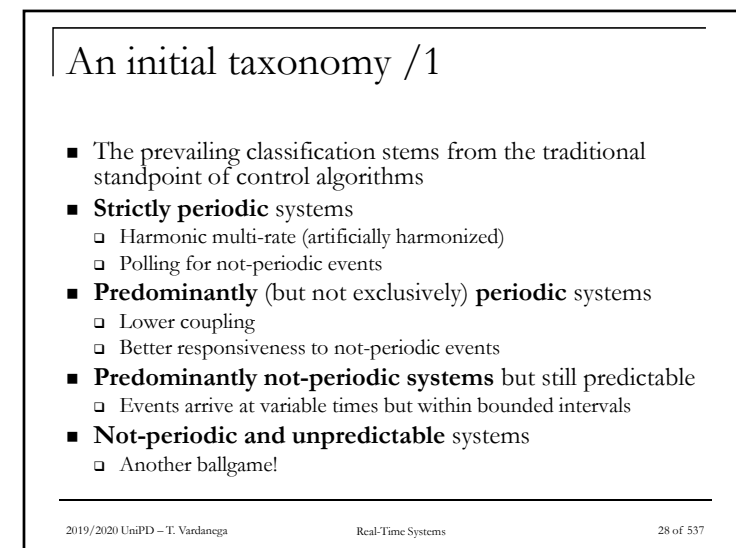 An initial taxonomy /1
■ The prevailing classification stems from the traditional
standpoint of control algorithms
■ Strictly periodic systems
❑ Harmonic multi-rate (artificially harmonized)
❑ Polling for not-periodic events
■ Predominantly (but not exclusively) periodic systems
❑ Lower coupling
❑ Better responsiveness to not-periodic events
■ Predominantly not-periodic systems but still predictable
❑ Events arrive at variable times but within bounded intervals
■ Not-periodic and unpredictable systems
❑ Another ballgame!
2019/2020 UniPD – T. Vardanega Real-Time Systems 28 of 537